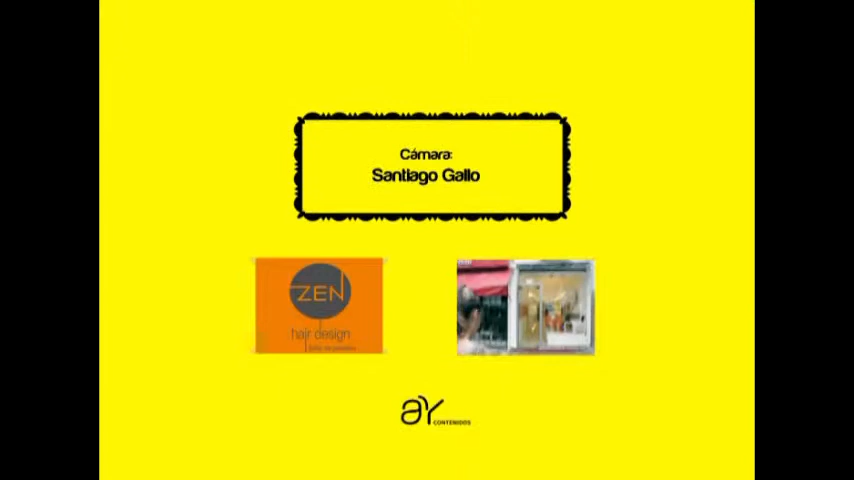 Cámara:
Santiago Gallo
ZEN
hair design
aY
CONTENIDOS